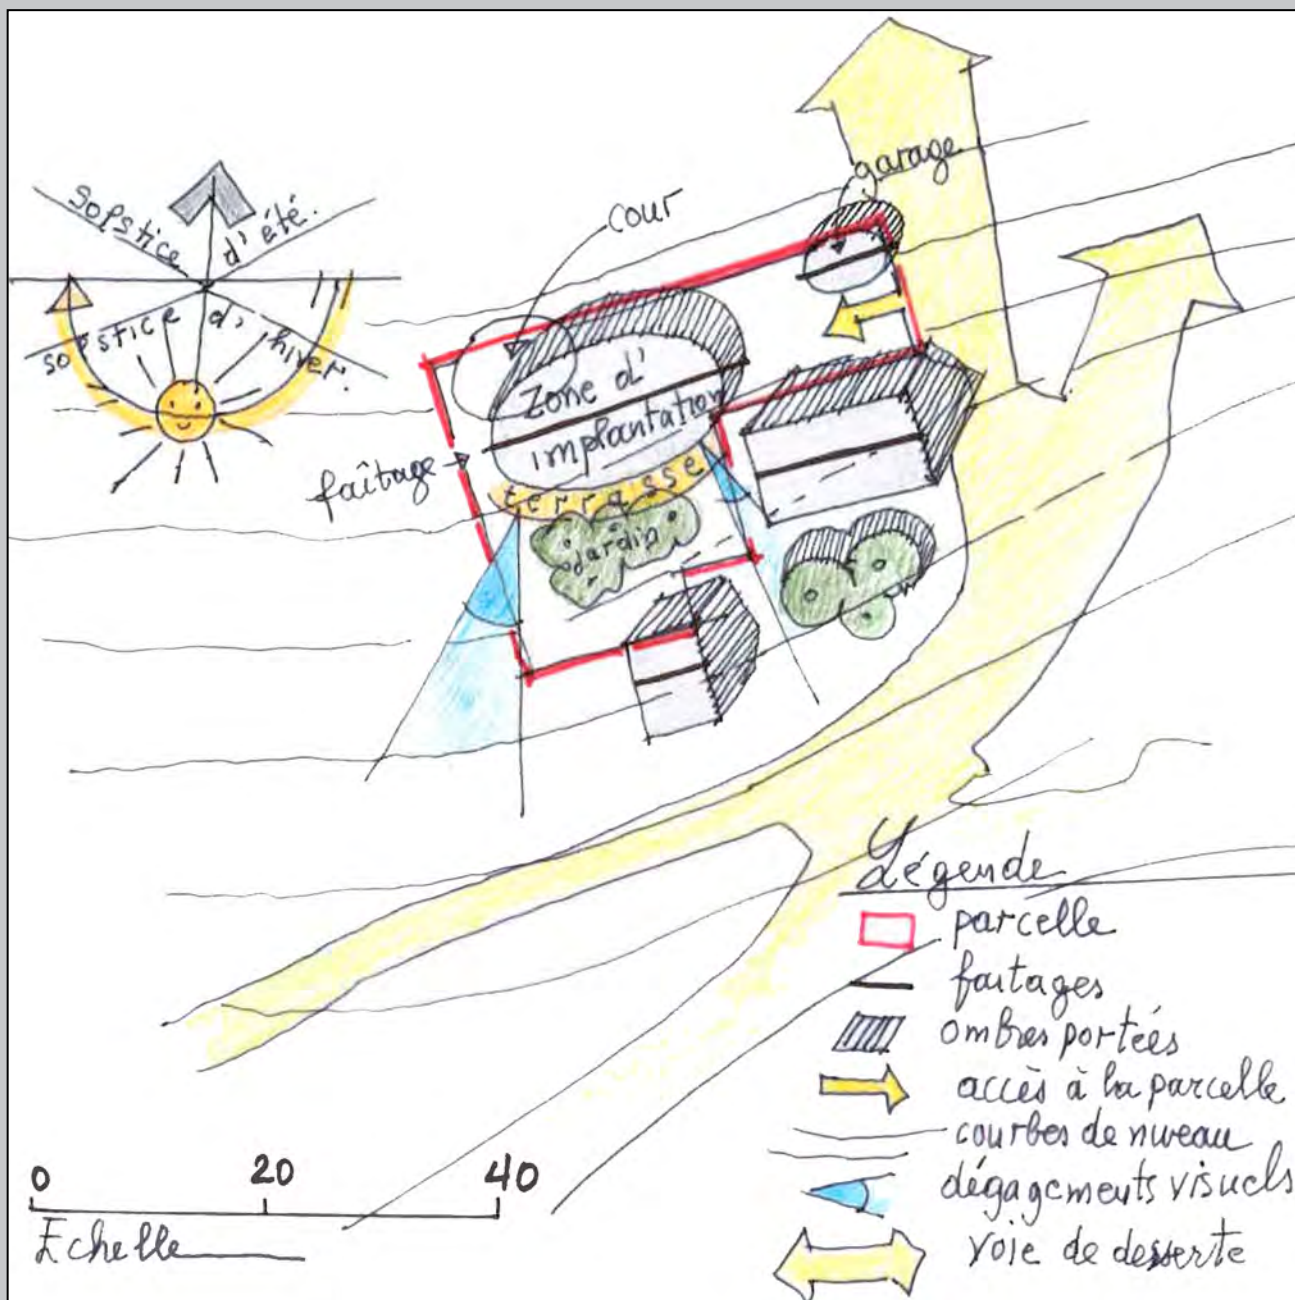 garage
cour
Solstice d'été.
solstice d'hiver.
Zone d'
implantation
faîtage
terrasse
jardin
Légende
parcelle
faitages
ombres portées
accès à la parcelle
courbes de niveau
dégagements visuels
voie de desserte
0 20 40
Echelle